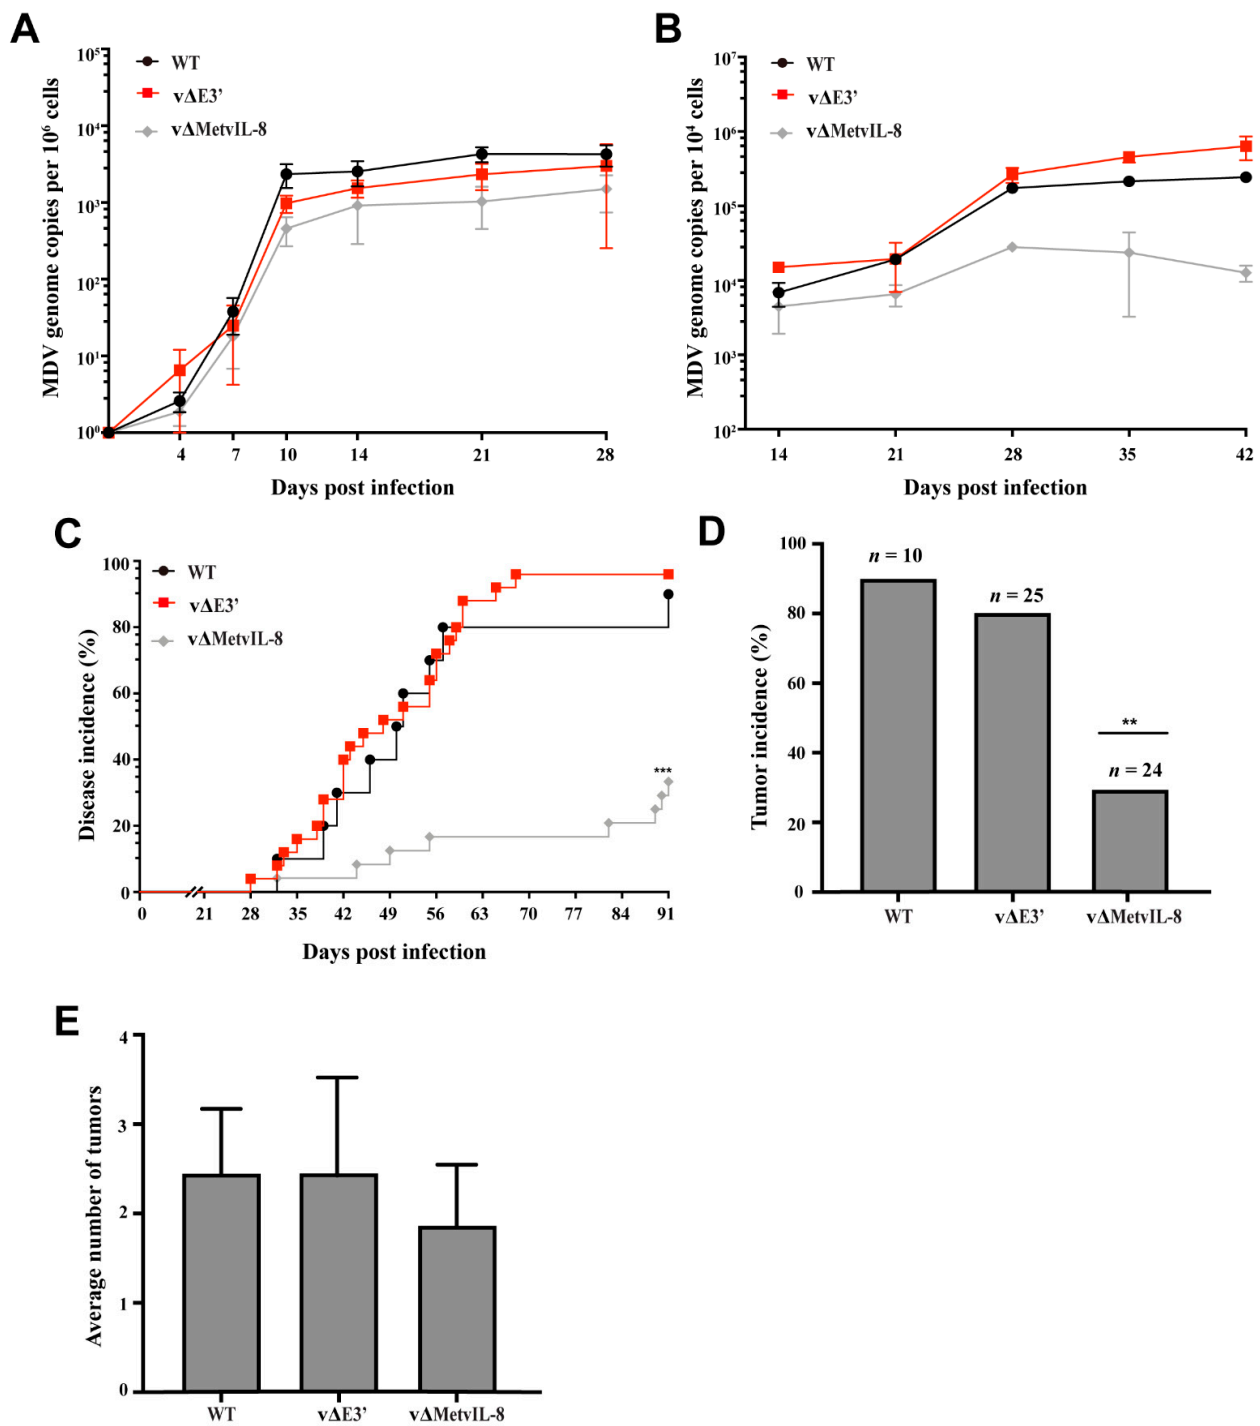 A
10⁵
10⁴
10³
10²
10¹
10⁰
MDV genome copies per 10⁶ cells
WT
vΔE3’
vΔMetvIL-8
4 7 10 14 21 28
Days post infection
B
10⁷
10⁶
10⁵
10⁴
10³
10²
MDV genome copies per 10⁴ cells
WT
vΔE3’
vΔMetvIL-8
14 21 28 35 42
Days post infection
C
100
80
60
40
20
0
Disease incidence (%)
WT
vΔE3’
vΔMetvIL-8
***
0 21 28 35 42 49 56 63 70 77 84 91
Days post infection
D
100
80
60
40
20
0
Tumor incidence (%)
n = 10
n = 25
**
n = 24
WT vΔE3’ vΔMetvIL-8
E
4
3
2
1
0
Average number of tumors
WT vΔE3’ vΔMetvIL-8